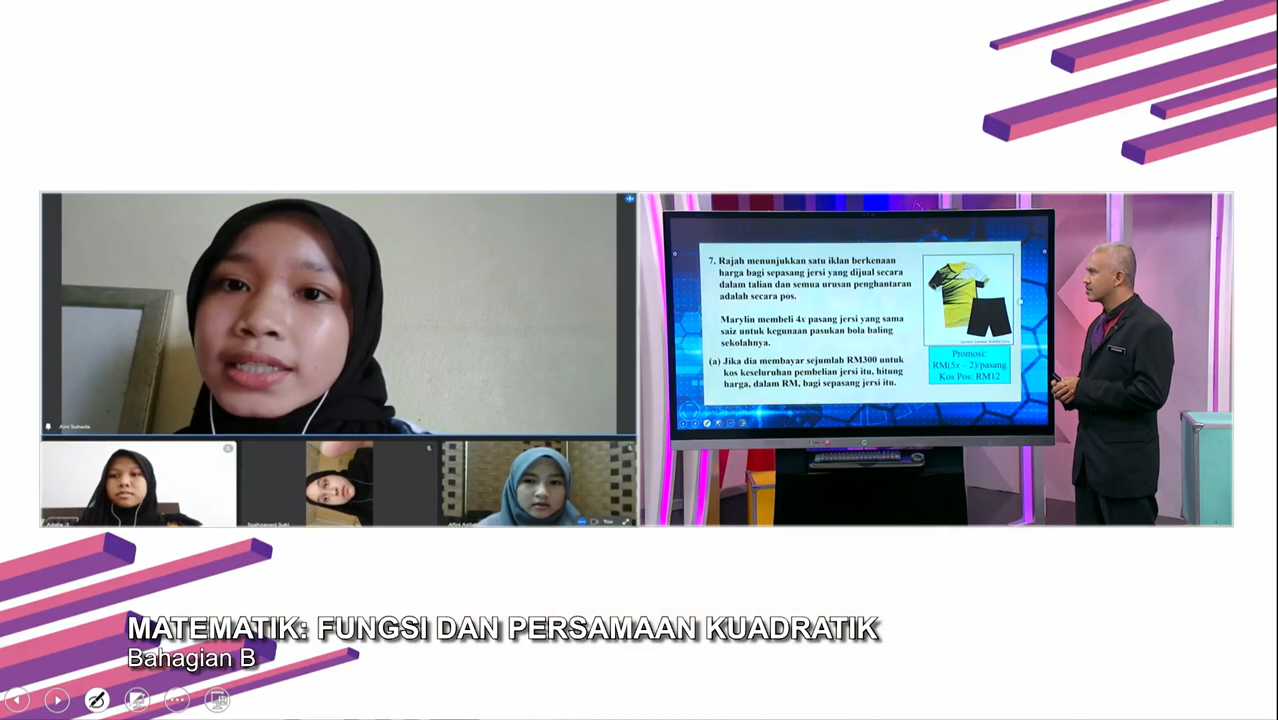 7. Rajah menunjukkan satu iklan berkenaan
harga bagi sepasang jersi yang dijual secara
dalam talian dan semua urusan penghantaran
adalah secara pos.
Marylin membeli 4x pasang jersi yang sama
saiz untuk kegunaan pasukan bola baling
sekolahnya.
(a) Jika dia membayar sejumlah RM300 untuk
kos keseluruhan pembelian jersi itu, hitung
harga, dalam RM, bagi sepasang jersi itu.
Promosi:
RM(5x – 2)/pasang
Kos Pos: RM12
Aini Suhada
You
MATEMATIK: FUNGSI DAN PERSAMAAN KUADRATIK
Bahagian B